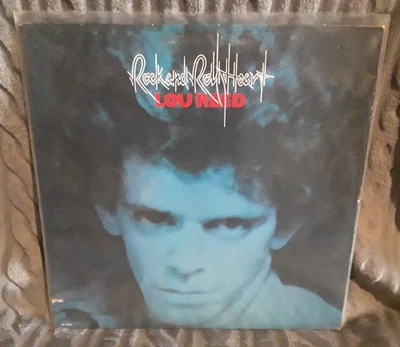 Rock and Roll Heart
LOU REED